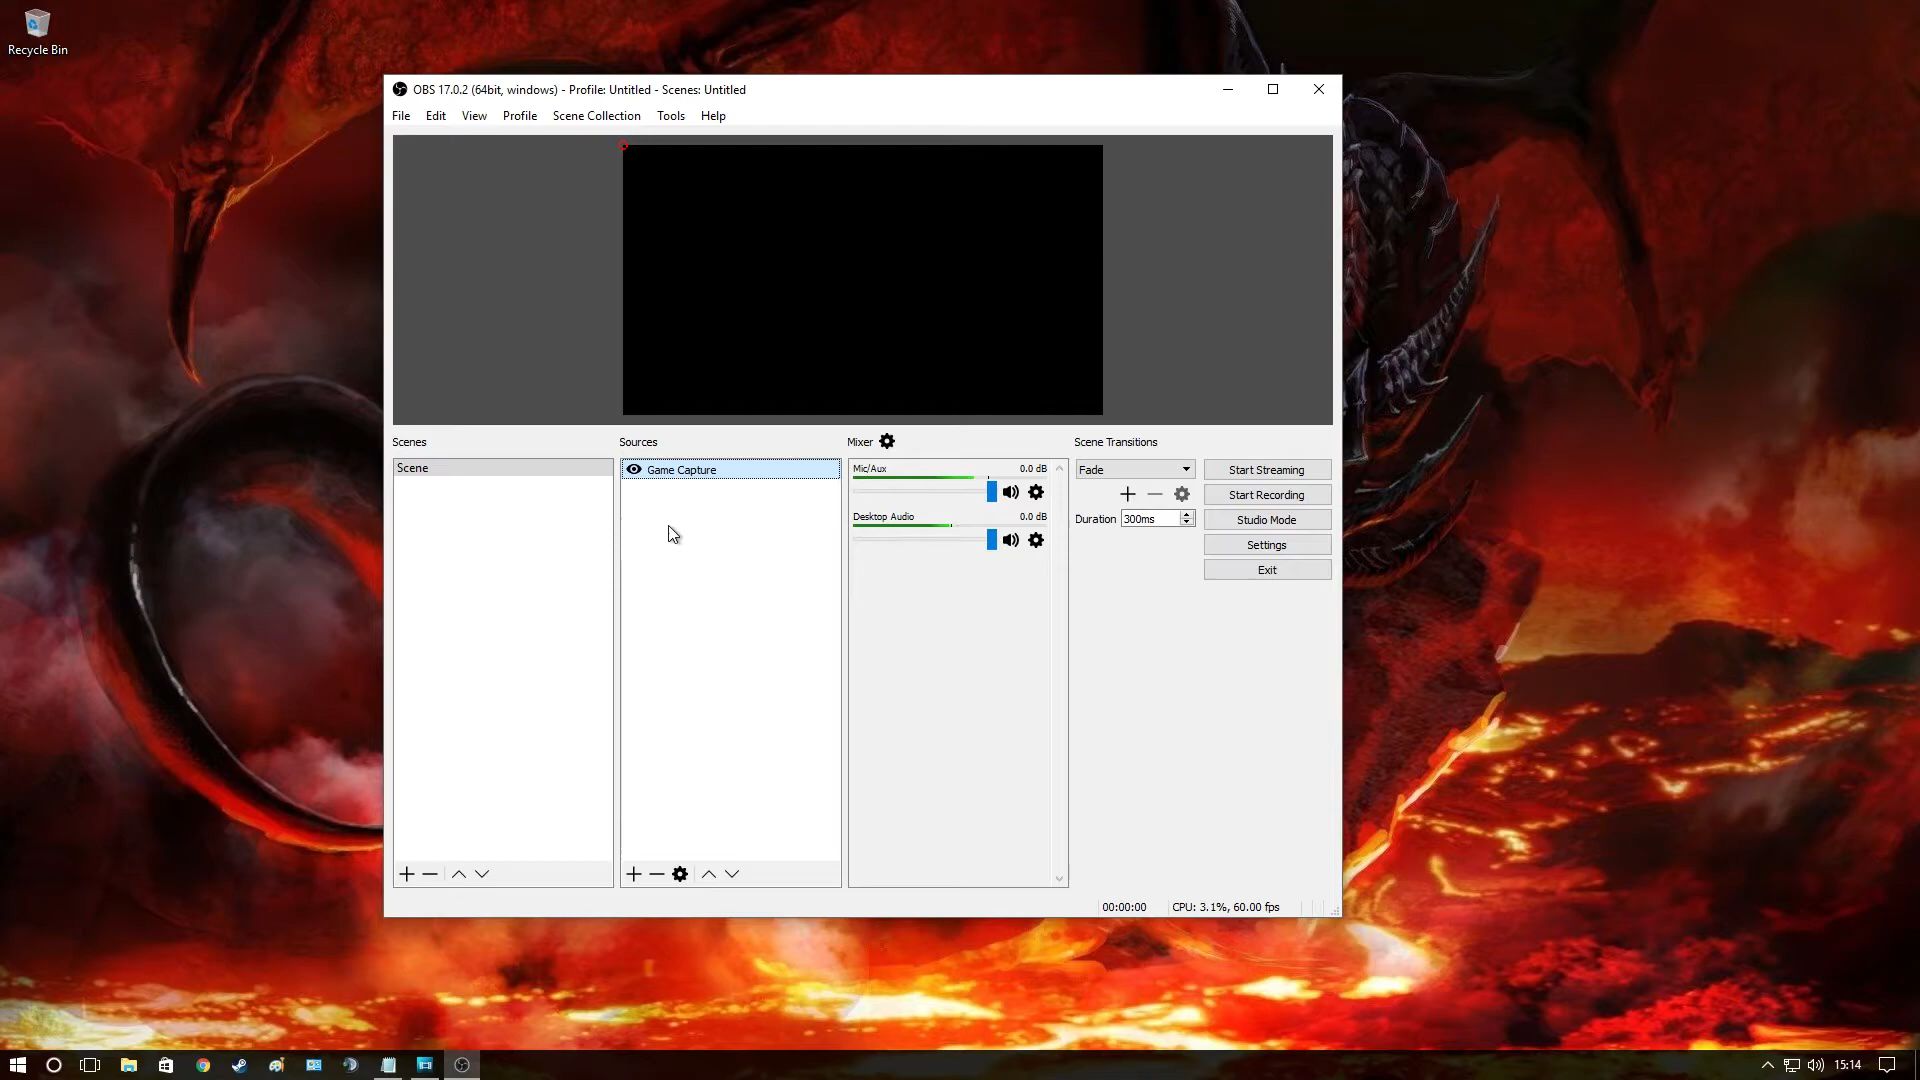 Recycle Bin
OBS 17.0.2 (64bit, windows) - Profile: Untitled - Scenes: Untitled
File Edit View Profile Scene Collection Tools Help
Scenes
Scene
Sources
Game Capture
Mixer
Mic/Aux 0.0 dB
Desktop Audio 0.0 dB
Scene Transitions
Fade
Duration 300ms
Start Streaming
Start Recording
Studio Mode
Settings
Exit
00:00:00 CPU: 3.1%, 60.00 fps
15:14